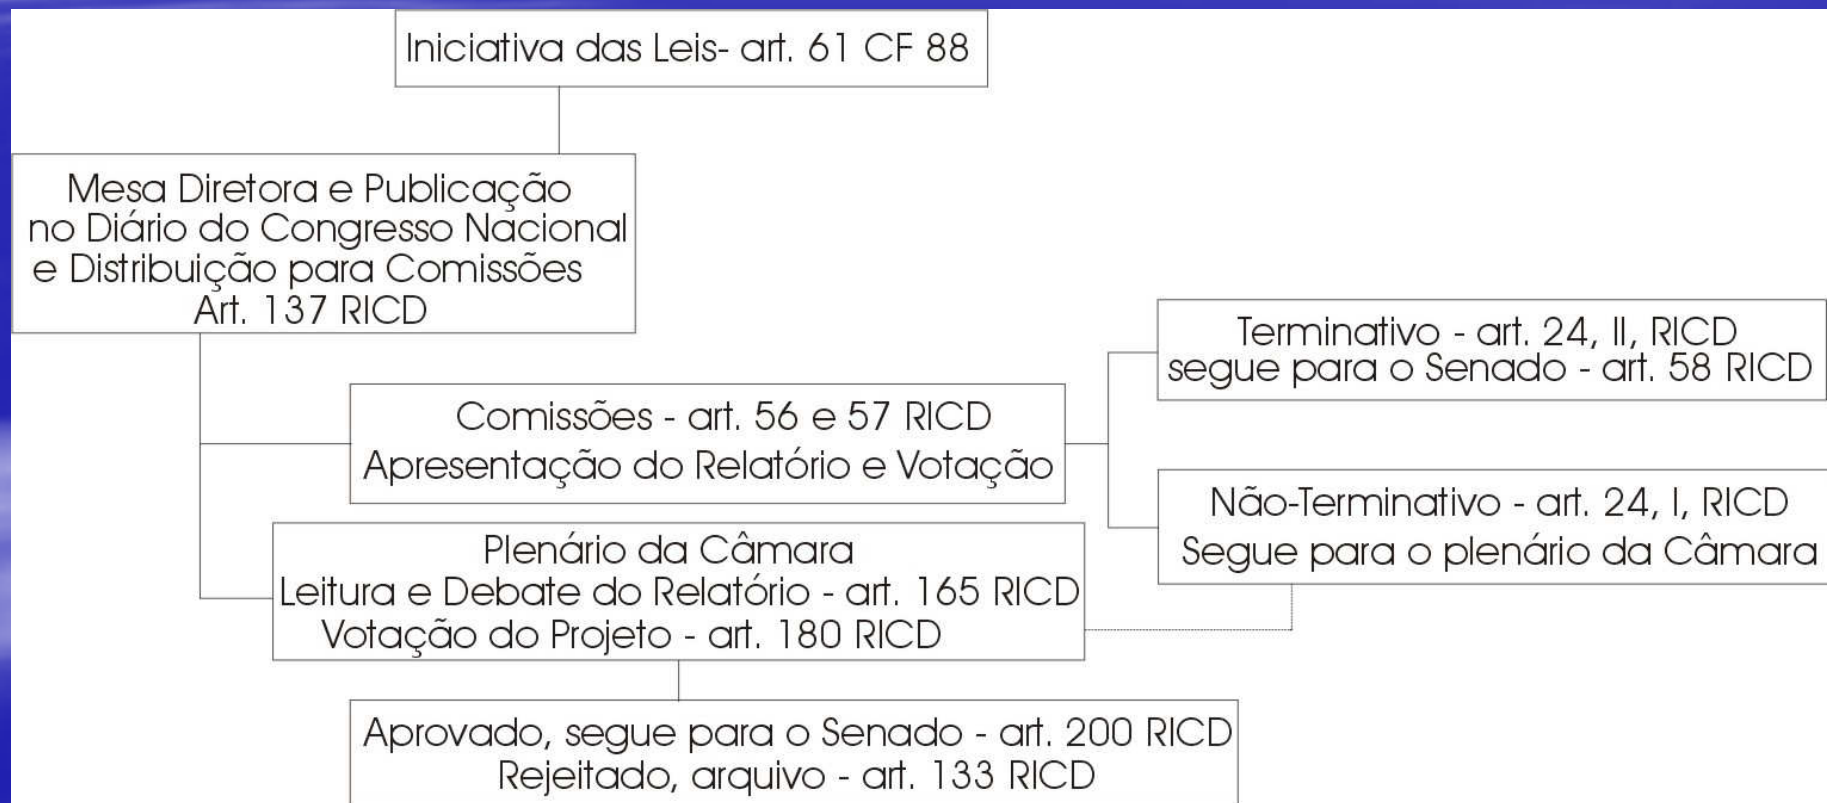 Iniciativa das Leis- art. 61 CF 88
Mesa Diretora e Publicação
no Diário do Congresso Nacional
e Distribuição para Comissões
Art. 137 RICD
Comissões - art. 56 e 57 RICD
Apresentação do Relatório e Votação
Terminativo - art. 24, II, RICD
segue para o Senado - art. 58 RICD
Não-Terminativo - art. 24, I, RICD
Segue para o plenário da Câmara
Plenário da Câmara
Leitura e Debate do Relatório - art. 165 RICD
Votação do Projeto - art. 180 RICD
Aprovado, segue para o Senado - art. 200 RICD
Rejeitado, arquivo - art. 133 RICD